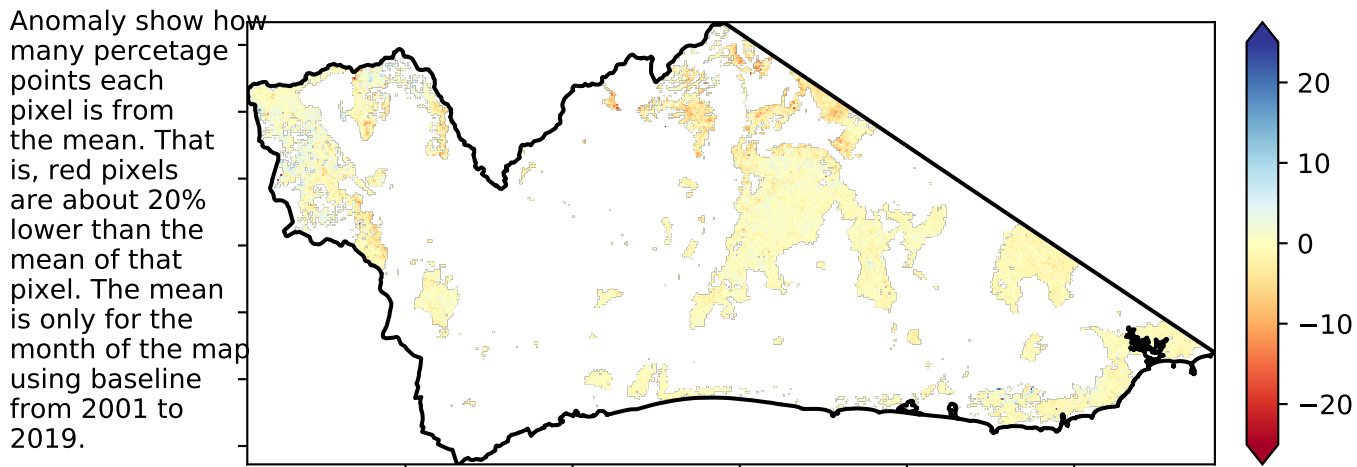 Anomaly show how
many percetage
points each
pixel is from
the mean. That
is, red pixels
are about 20%
lower than the
mean of that
pixel. The mean
is only for the
month of the map
using baseline
from 2001 to
2019.
20
10
0
−10
−20